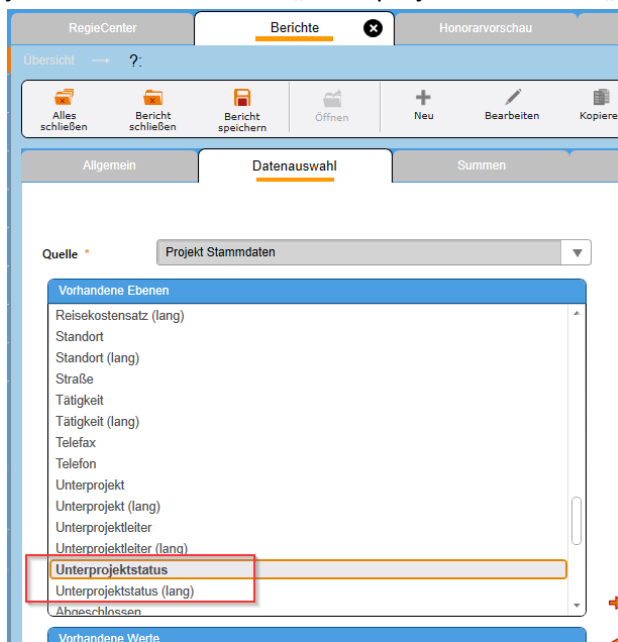 RegieCenter Berichte Honorarvorschau
Übersicht → ?:
Alles schließen
Bericht schließen
Bericht speichern
Öffnen
Neu
Bearbeiten
Kopiere
Allgemein Datenauswahl Summen
Quelle * Projekt Stammdaten
Vorhandene Ebenen
Reisekostensatz (lang)
Standort
Standort (lang)
Straße
Tätigkeit
Tätigkeit (lang)
Telefax
Telefon
Unterprojekt
Unterprojekt (lang)
Unterprojektleiter
Unterprojektleiter (lang)
Unterprojektstatus
Unterprojektstatus (lang)
Abgeschlossen
Vorhandene Werte